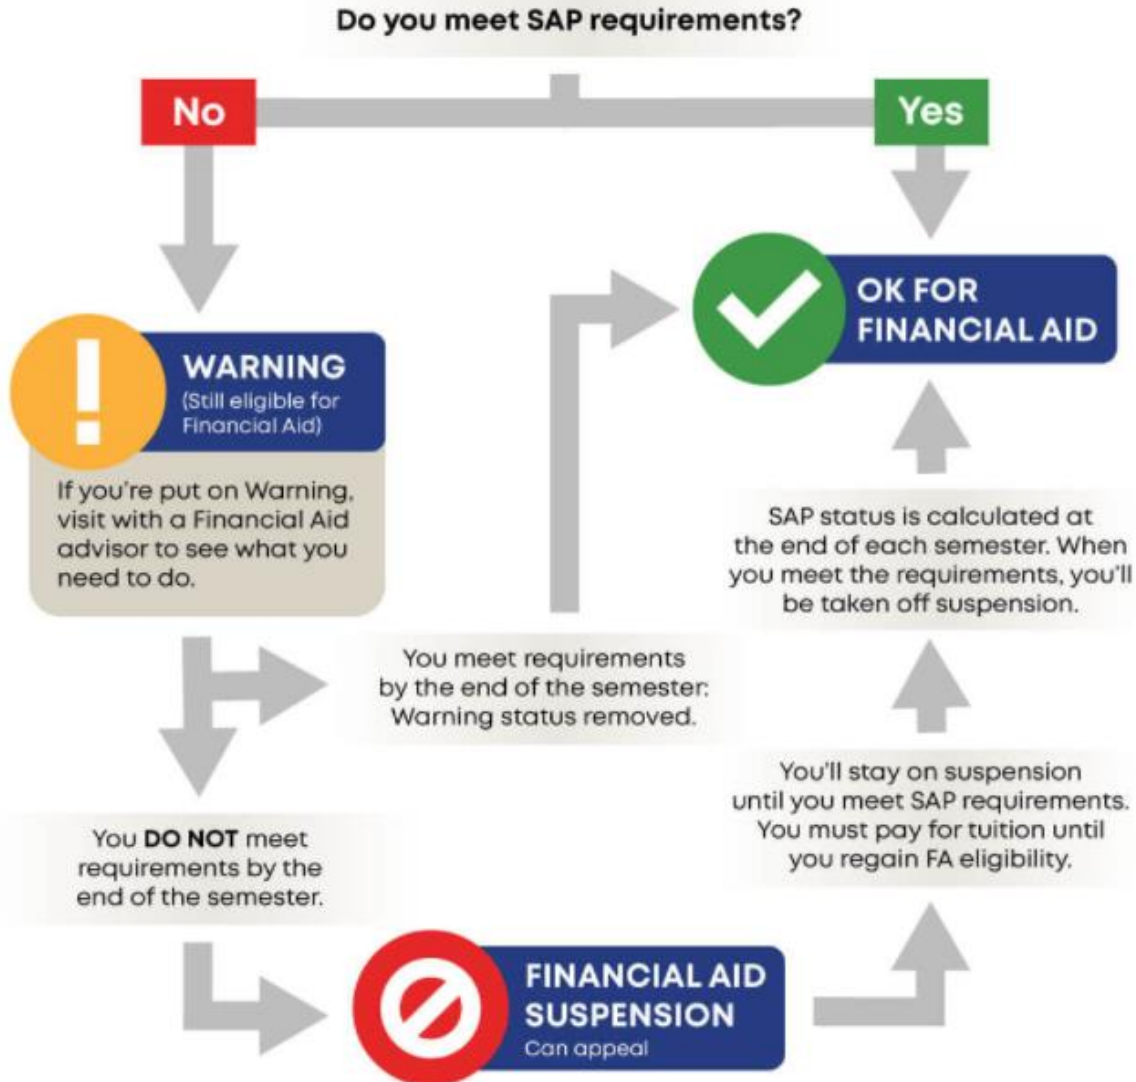 Do you meet SAP requirements?
No
Yes
OK FOR
FINANCIAL AID
WARNING
(Still eligible for
Financial Aid)
If you're put on Warning,
visit with a Financial Aid
advisor to see what you
need to do.
SAP status is calculated at
the end of each semester. When
you meet the requirements, you'll
be taken off suspension.
You meet requirements
by the end of the semester:
Warning status removed.
You'll stay on suspension
until you meet SAP requirements.
You must pay for tuition until
you regain FA eligibility.
You DO NOT meet
requirements by the
end of the semester.
FINANCIAL AID
SUSPENSION
Can appeal